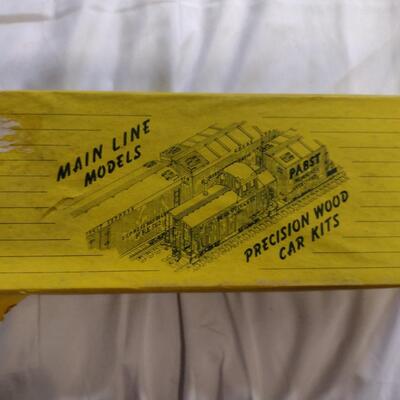 MAIN LINE
MODELS
PABST
PRECISION WOOD
CAR KITS